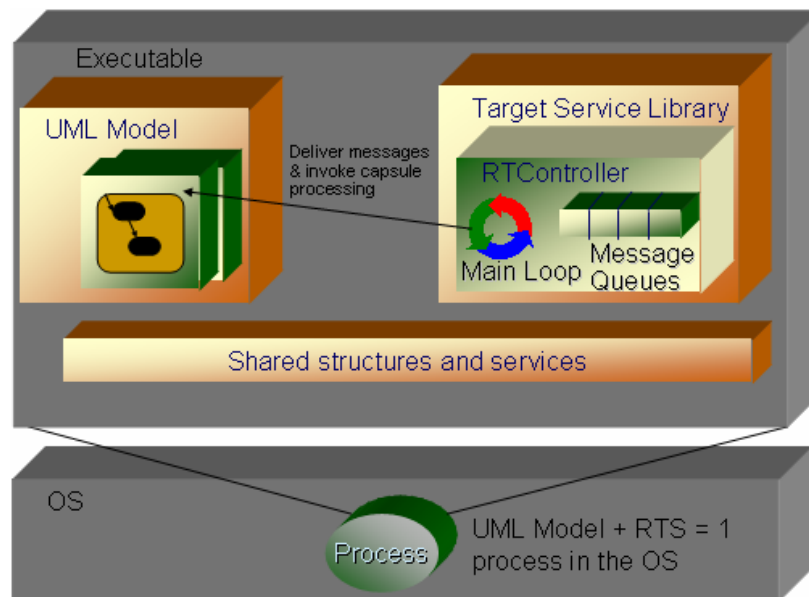 Executable
UML Model
Deliver messages
& invoke capsule
processing
Target Service Library
RTController
Main Loop
Message
Queues
Shared structures and services
OS
Process
UML Model + RTS = 1
process in the OS